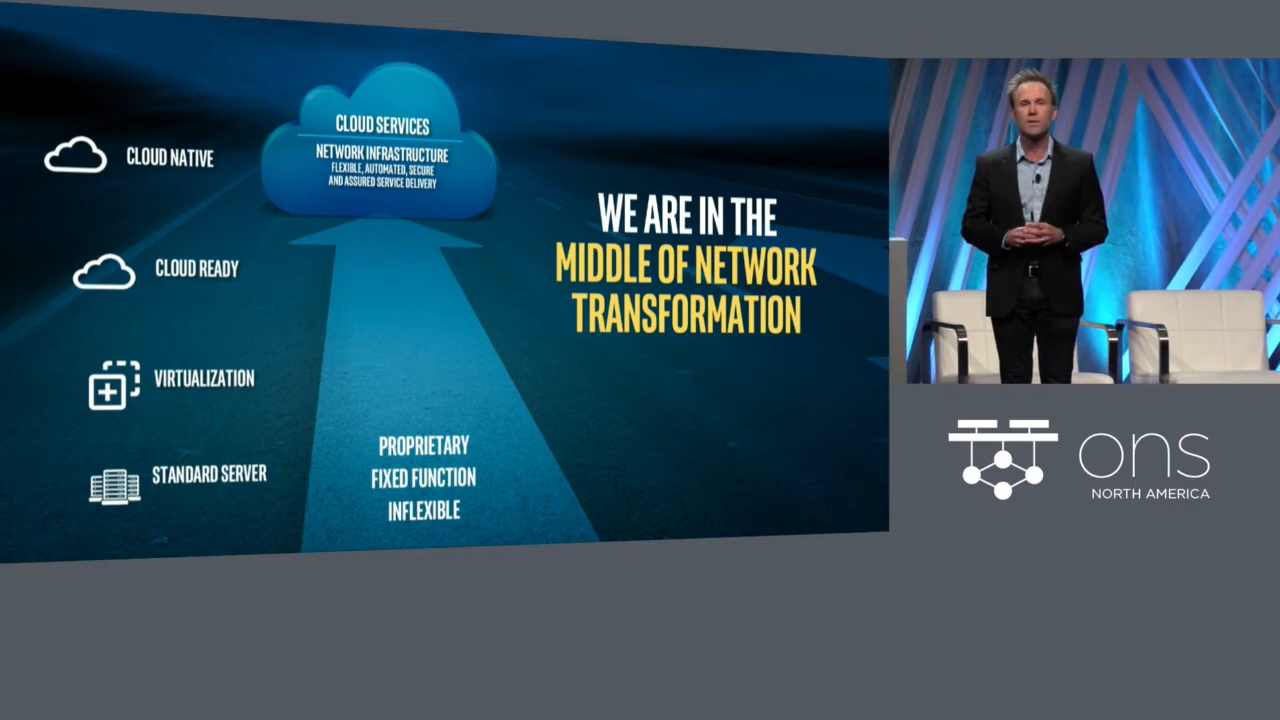 CLOUD SERVICES
NETWORK INFRASTRUCTURE
FLEXIBLE, AUTOMATED, SECURE
AND ASSURED SERVICE DELIVERY
CLOUD NATIVE
CLOUD READY
VIRTUALIZATION
STANDARD SERVER
PROPRIETARY
FIXED FUNCTION
INFLEXIBLE
WE ARE IN THE
MIDDLE OF NETWORK
TRANSFORMATION
ons
NORTH AMERICA